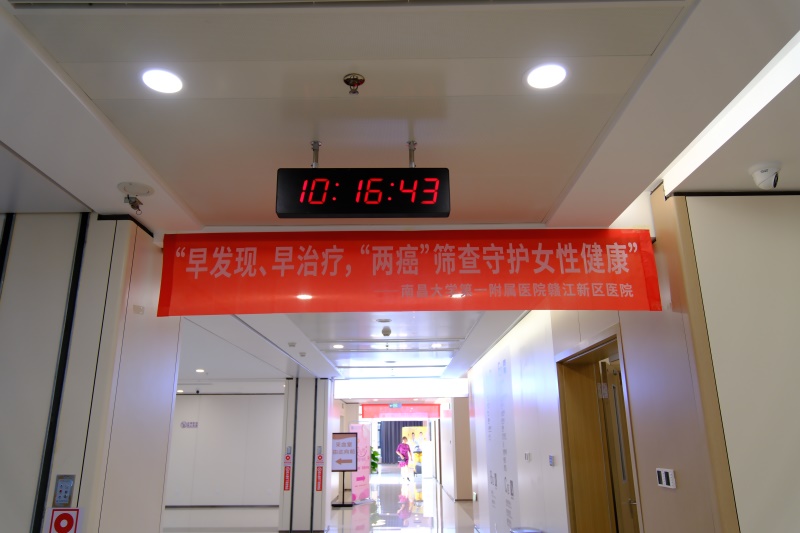 10:16:43
“早发现、早治疗，“两癌”筛查守护女性健康”
南昌大学第一附属医院赣江新区医院